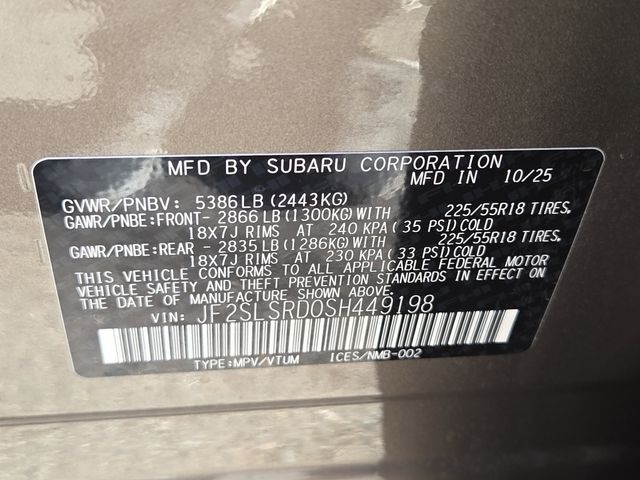 MFD BY SUBARU CORPORATION
MFD IN 10/25
GVWR/PNBV: 5386LB (2443KG)
GAWR/PNBE:FRONT- 2866 LB (1300KG) WITH 225/55R18 TIRES,
18X7J RIMS AT 240 KPA (35 PSI) COLD
GAWR/PNBE:REAR - 2835 LB (1286KG) WITH 225/55R18 TIRES,
18X7J RIMS AT 230 KPA (33 PSI) COLD
THIS VEHICLE CONFORMS TO ALL APPLICABLE FEDERAL MOTOR
VEHICLE SAFETY AND THEFT PREVENTION STANDARDS IN EFFECT ON
THE DATE OF MANUFACTURE SHOWN ABOVE.
VIN: JF2SLSRD0SH449198
TYPE:MPV/VTUM ICES/NMB-002